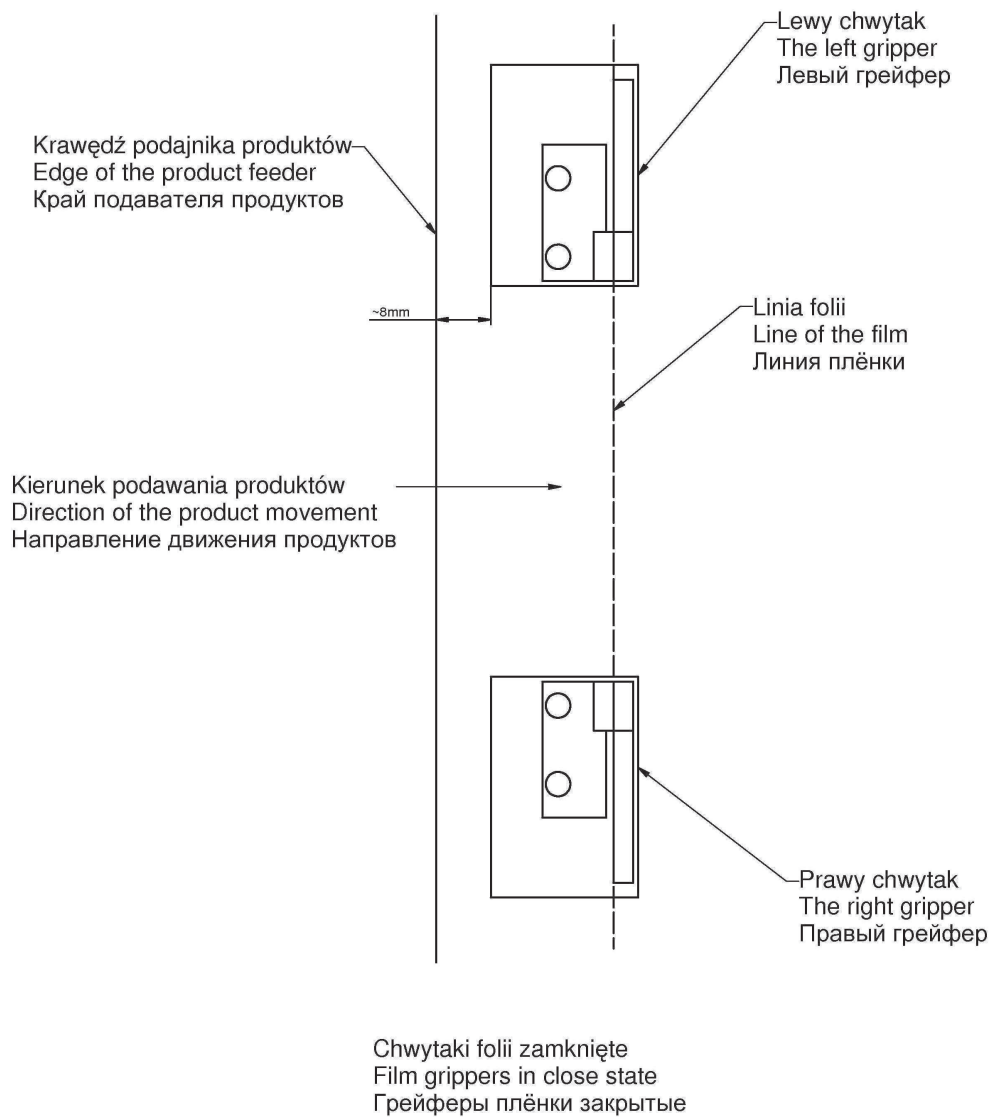 Lewy chwytak
The left gripper
Левый грейфер
Krawędź podajnika produktów
Edge of the product feeder
Край подавателя продуктов
~8mm
Linia folii
Line of the film
Линия плёнки
Kierunek podawania produktów
Direction of the product movement
Направление движения продуктов
Prawy chwytak
The right gripper
Правый грейфер
Chwytaki folii zamknięte
Film grippers in close state
Грейферы плёнки закрытые